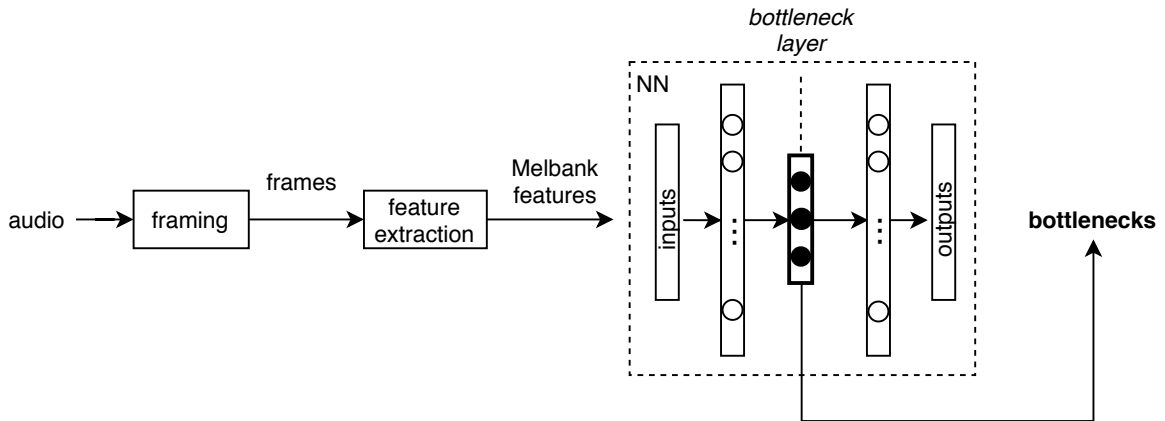 bottleneck
layer
NN
Melbank
features
frames
audio
framing
feature
extraction
inputs
...
...
outputs
bottlenecks